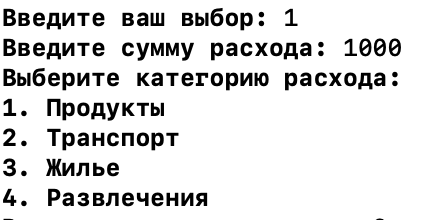 Введите ваш выбор: 1
Введите сумму расхода: 1000
Выберите категорию расхода:
1. Продукты
2. Транспорт
3. Жилье
4. Развлечения